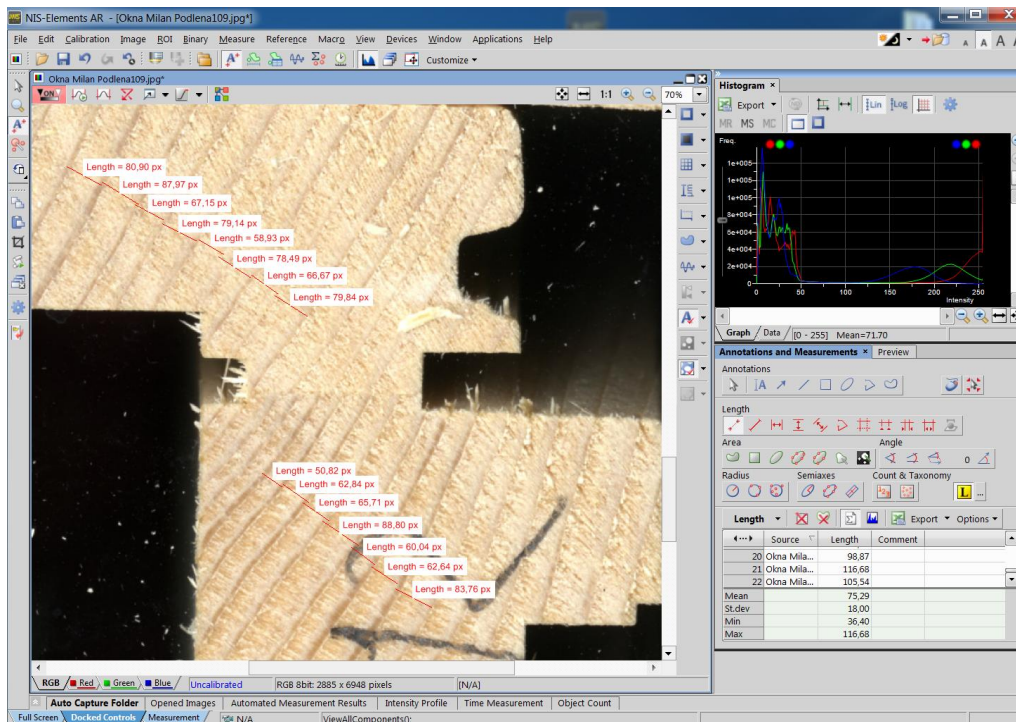 NIS-Elements AR - [Okna Milan Podlena109.jpg*]
File Edit Calibration Image ROI Binary Measure Reference Macro View Devices Window Applications Help
Customize
Okna Milan Podlena109.jpg*
ON
1:1
70%
Length = 80,90 px
Length = 87,97 px
Length = 67,15 px
Length = 79,14 px
Length = 58,93 px
Length = 78,49 px
Length = 66,67 px
Length = 79,84 px
Length = 50,82 px
Length = 62,84 px
Length = 65,71 px
Length = 88,80 px
Length = 60,04 px
Length = 62,64 px
Length = 83,76 px
RGB Red Green Blue Uncalibrated RGB 8bit: 2885 x 6948 pixels [N/A]
Histogram
Export Lin Log
MR MS MC
Freq.
1e+005
1e+005
8e+004
6e+004
4e+004
2e+004
0
0 50 100 150 200 250
Intensity
Graph Data [0 - 255] Mean=71.70
Annotations and Measurements Preview
Annotations
Length
Area Angle
0
Radius Semiaxes Count & Taxonomy
L ...
Length Export Options
Source Length Comment
20 Okna Mila... 98,87
21 Okna Mila... 116,68
22 Okna Mila... 105,54
Mean 75,29
St.dev 18,00
Min 36,40
Max 116,68
Auto Capture Folder Opened Images Automated Measurement Results Intensity Profile Time Measurement Object Count
Full Screen Docked Controls Measurement N/A ViewAllComponents();